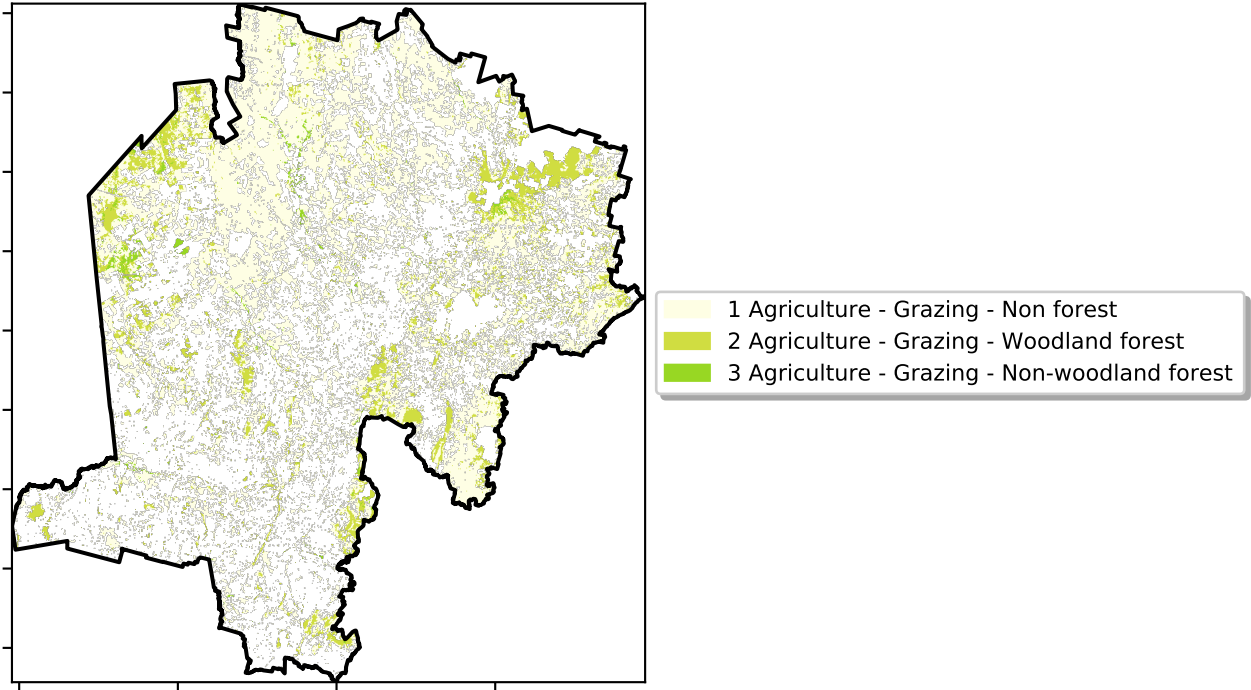 1 Agriculture - Grazing - Non forest
2 Agriculture - Grazing - Woodland forest
3 Agriculture - Grazing - Non-woodland forest